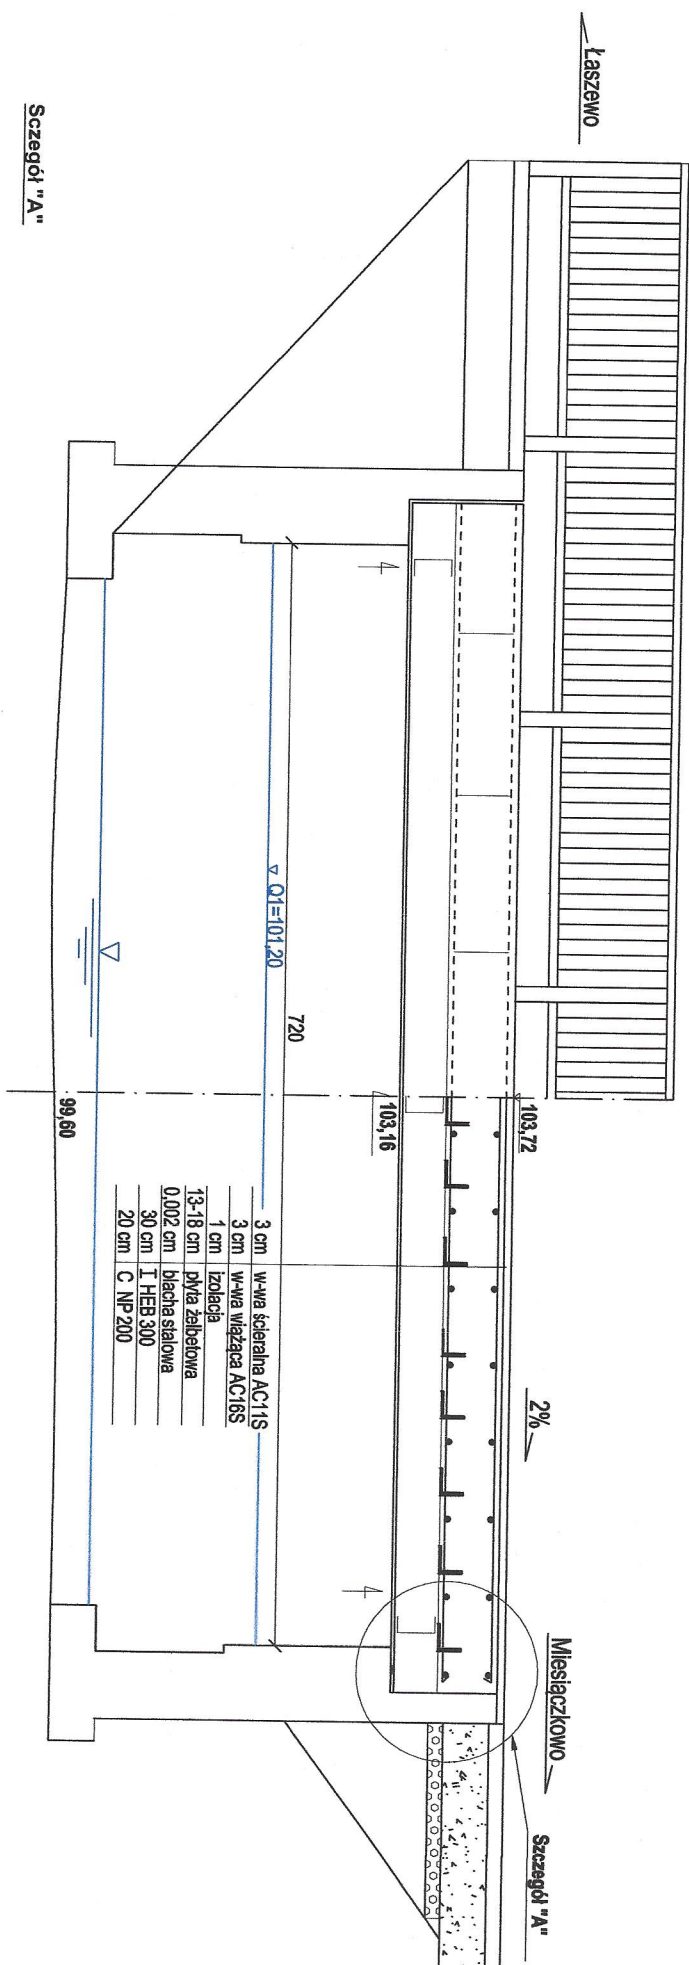 Łaszewo
2%
Miesiączkowo
Szczegół "A"
103,72
103,16
720
Q1=101,20
3 cm w-wa ścieralna AC11S
3 cm w-wa wiążąca AC16S
1 cm izolacja
13-18 cm płyta żelbetowa
0,002 cm blacha stalowa
30 cm I HEB 300
20 cm C NP 200
99,60
Sczegół "A"